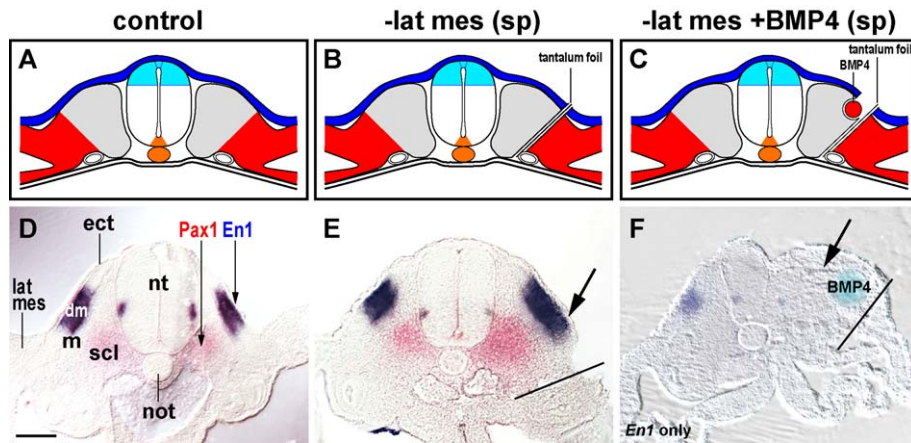 control
-lat mes (sp)
-lat mes +BMP4 (sp)
A
B
tantalum foil
C
tantalum foil
BMP4
D
ect
Pax1 En1
nt
lat
mes
dm
m
scl
not
E
F
BMP4
En1 only